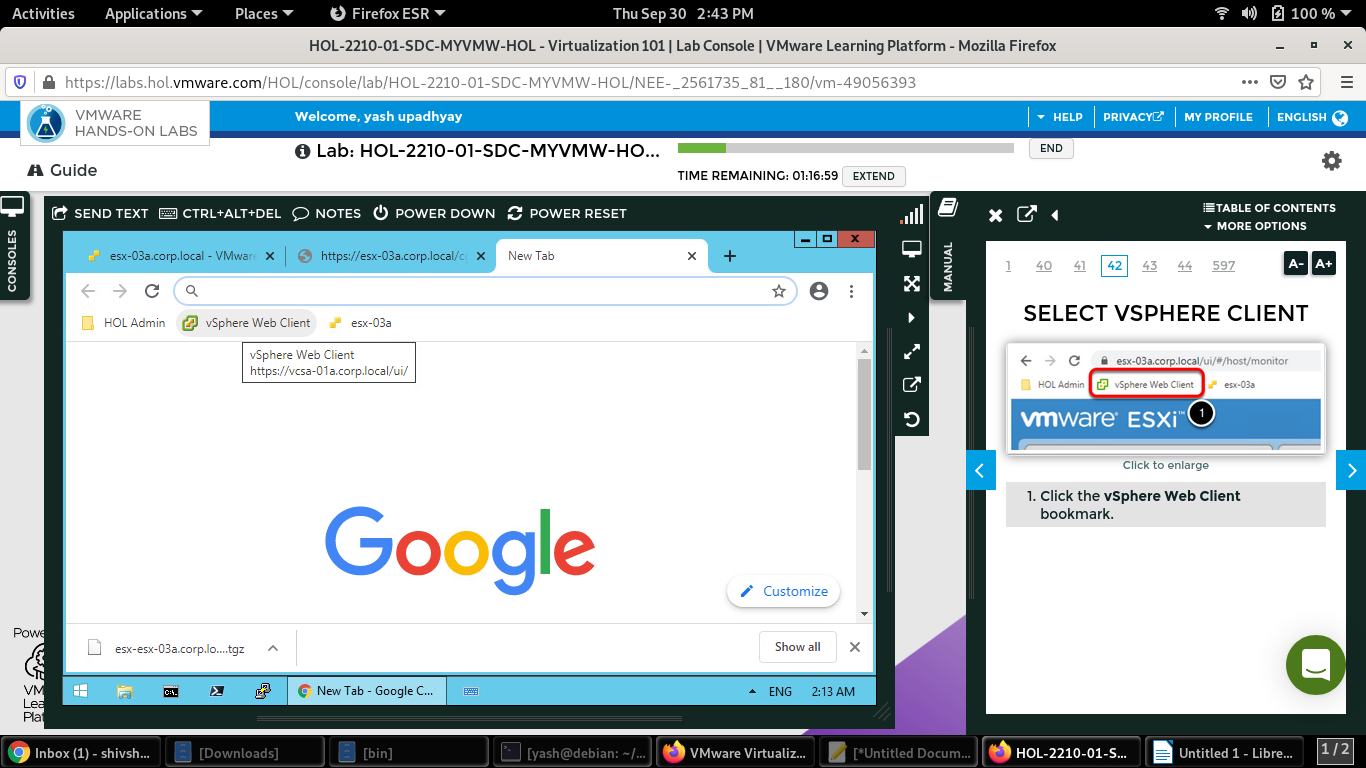 Activities Applications Places Firefox ESR Thu Sep 30 2:43 PM 100 %
HOL-2210-01-SDC-MYVMW-HOL - Virtualization 101 | Lab Console | VMware Learning Platform - Mozilla Firefox
https://labs.hol.vmware.com/HOL/console/lab/HOL-2210-01-SDC-MYVMW-HOL/NEE-_2561735_81__180/vm-49056393
VMWARE
HANDS-ON LABS
Welcome, yash upadhyay
HELP PRIVACY MY PROFILE ENGLISH
Guide
Lab: HOL-2210-01-SDC-MYVMW-HO...
END
TIME REMAINING: 01:16:59 EXTEND
CONSOLES
SEND TEXT CTRL+ALT+DEL NOTES POWER DOWN POWER RESET
esx-03a.corp.local - VMwar
https://esx-03a.corp.local/c
New Tab
HOL Admin vSphere Web Client esx-03a
vSphere Web Client
https://vcsa-01a.corp.local/ui/
Google
Customize
esx-esx-03a.corp.lo....tgz
Show all
New Tab - Google C...
ENG 2:13 AM
Powe
VM
Lea
Plat
MANUAL
TABLE OF CONTENTS
MORE OPTIONS
1 40 41 42 43 44 597
A- A+
SELECT VSPHERE CLIENT
esx-03a.corp.local/ui/#/host/monitor
HOL Admin vSphere Web Client esx-03a
vmware ESXi™ 1
Click to enlarge
1. Click the vSphere Web Client
bookmark.
Inbox (1) - shivsh... [Downloads] [bin] [yash@debian: ~/... VMware Virtualiz... [*Untitled Docum... HOL-2210-01-S... Untitled 1 - Libre... 1 / 2